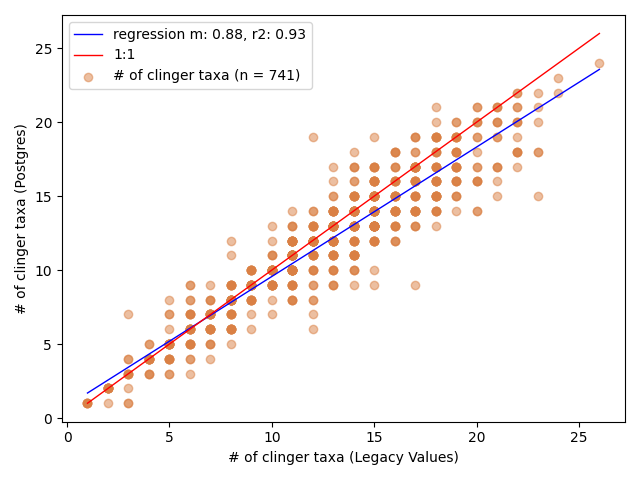 regression m: 0.88, r2: 0.93
1:1
# of clinger taxa (n = 741)
25
20
15
10
5
0
# of clinger taxa (Postgres)
0 5 10 15 20 25
# of clinger taxa (Legacy Values)